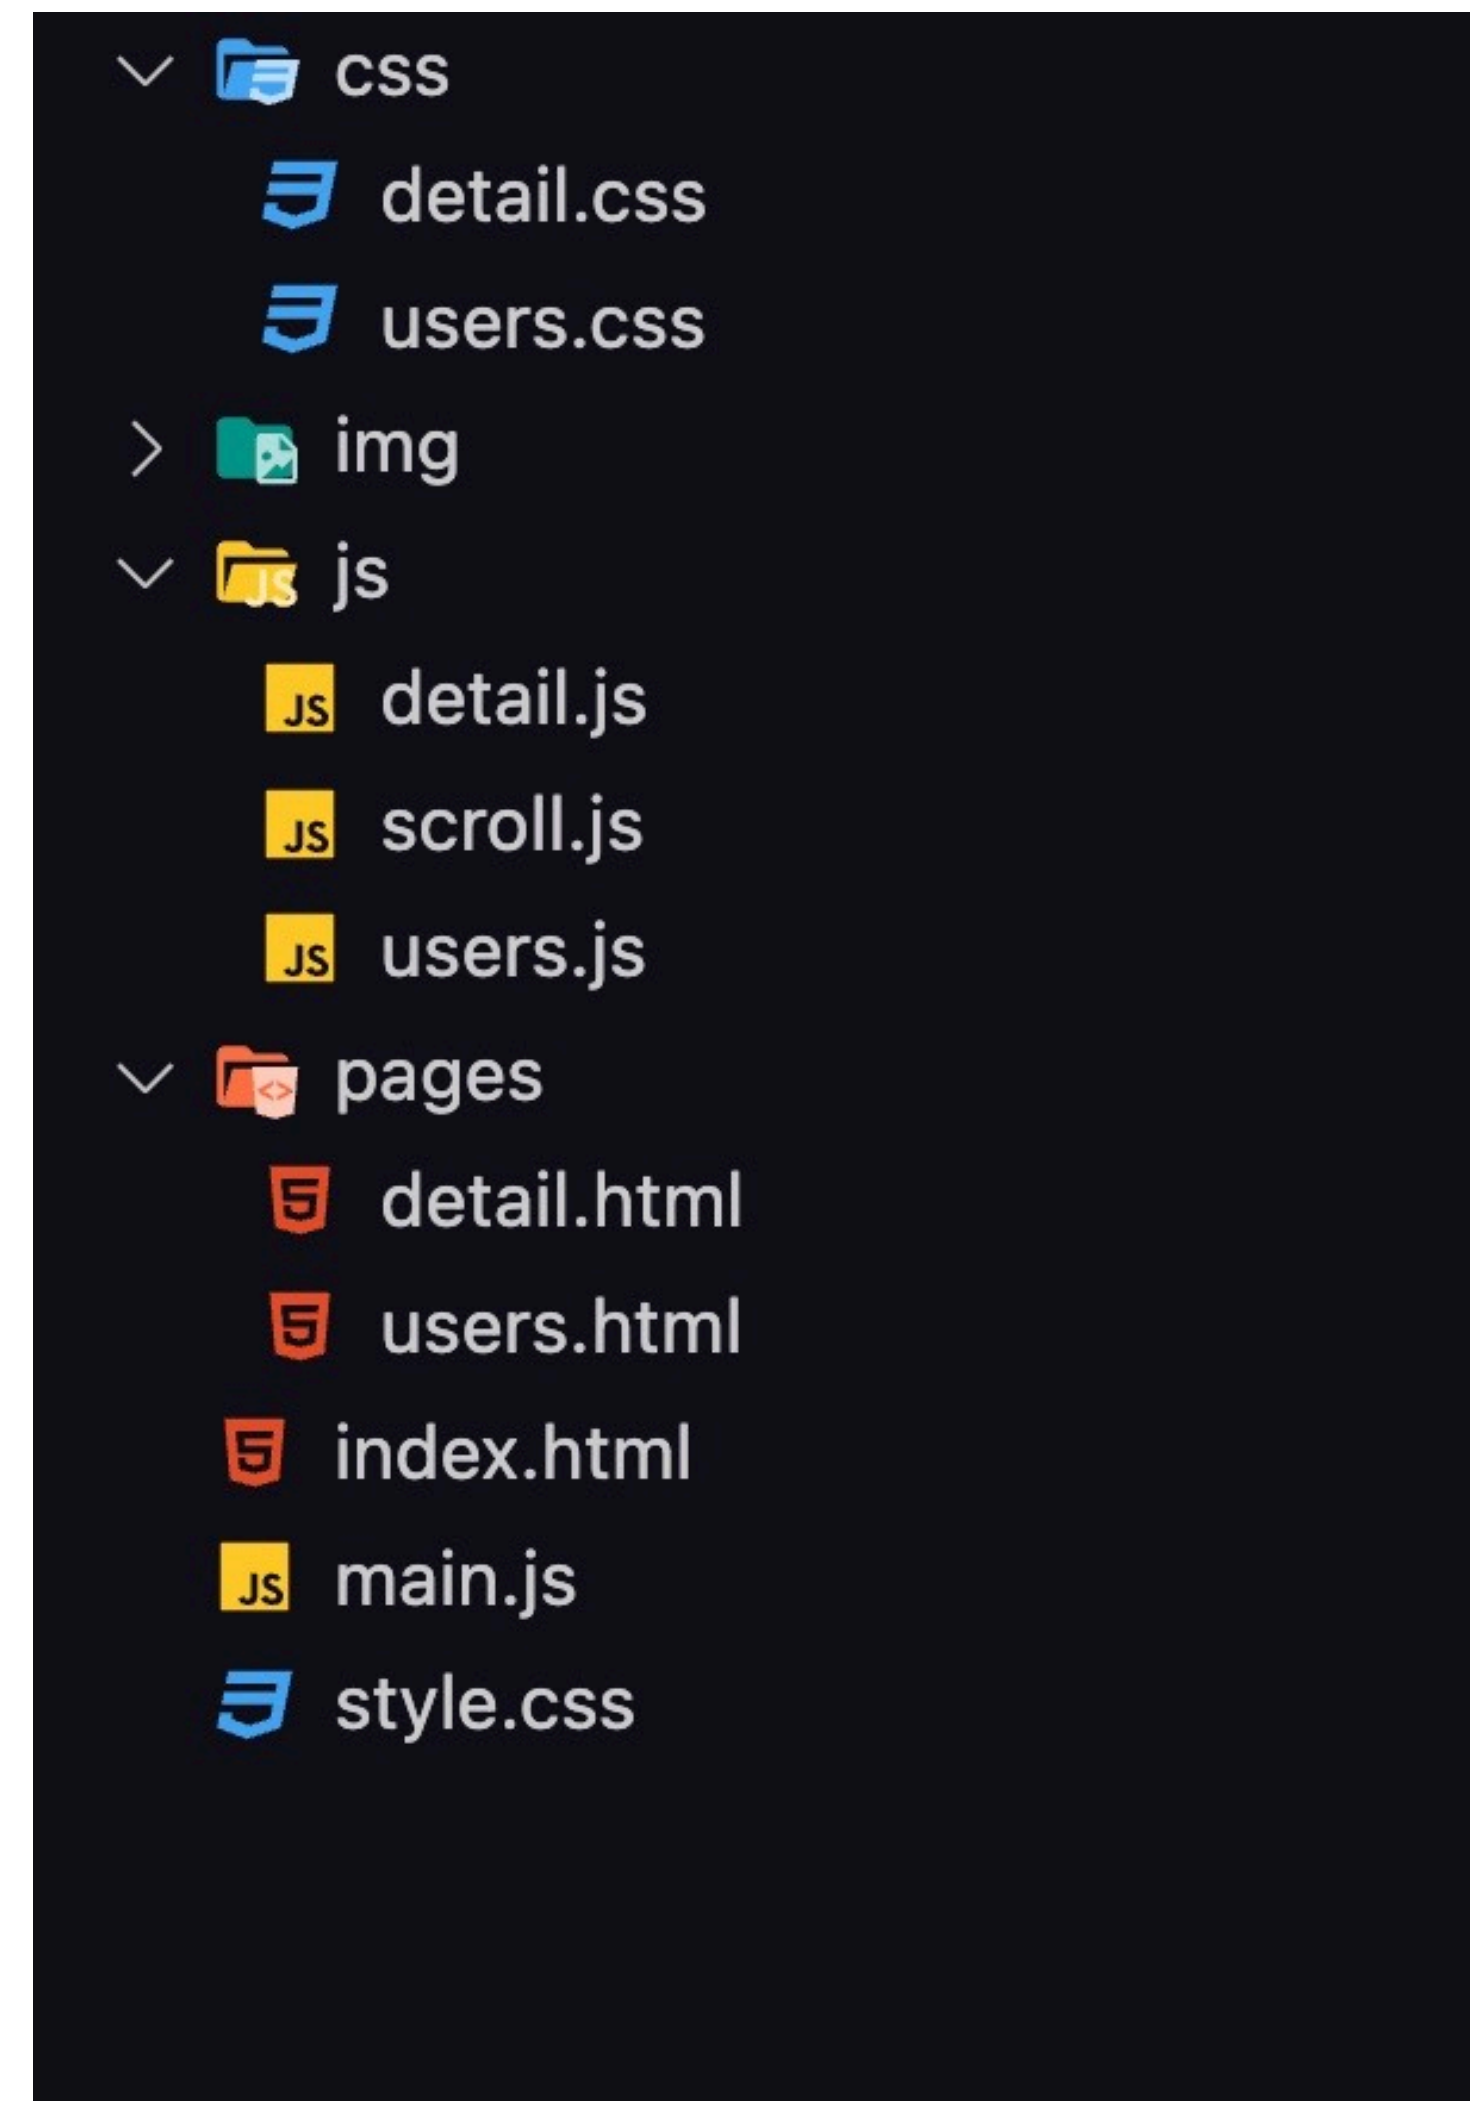 css
detail.css
users.css
img
js
JS detail.js
JS scroll.js
JS users.js
pages
detail.html
users.html
index.html
JS main.js
style.css